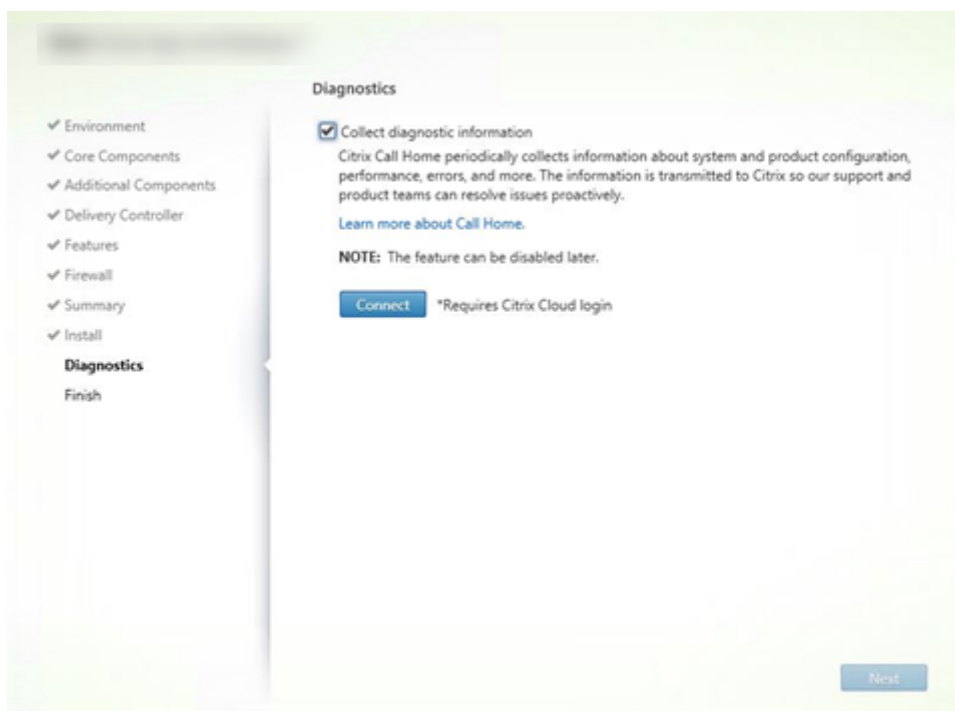 Diagnostics
✔ Environment
✔ Core Components
✔ Additional Components
✔ Delivery Controller
✔ Features
✔ Firewall
✔ Summary
✔ Install
Diagnostics
Finish
Collect diagnostic information
Citrix Call Home periodically collects information about system and product configuration,
performance, errors, and more. The information is transmitted to Citrix so our support and
product teams can resolve issues proactively.
Learn more about Call Home.
NOTE: The feature can be disabled later.
Connect *Requires Citrix Cloud login
Next